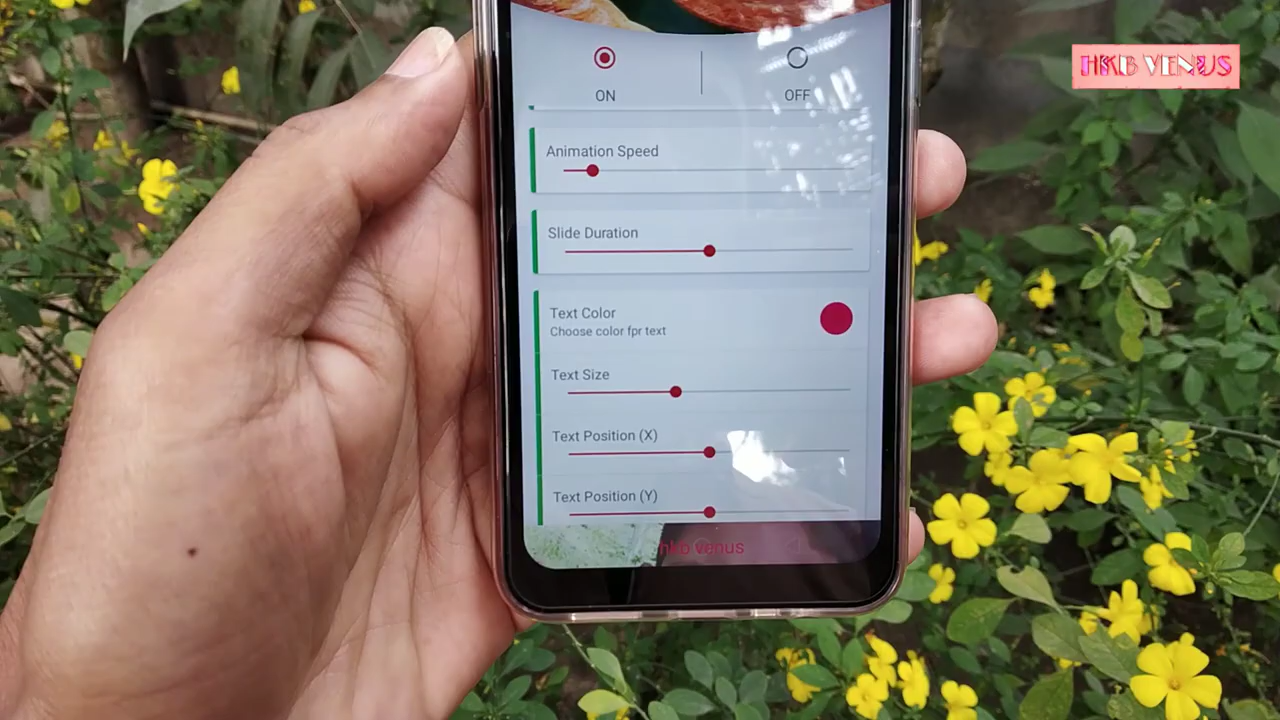 HKB VENUS
ON
OFF
Animation Speed
Slide Duration
Text Color
Choose color fpr text
Text Size
Text Position (X)
Text Position (Y)
hkb venus